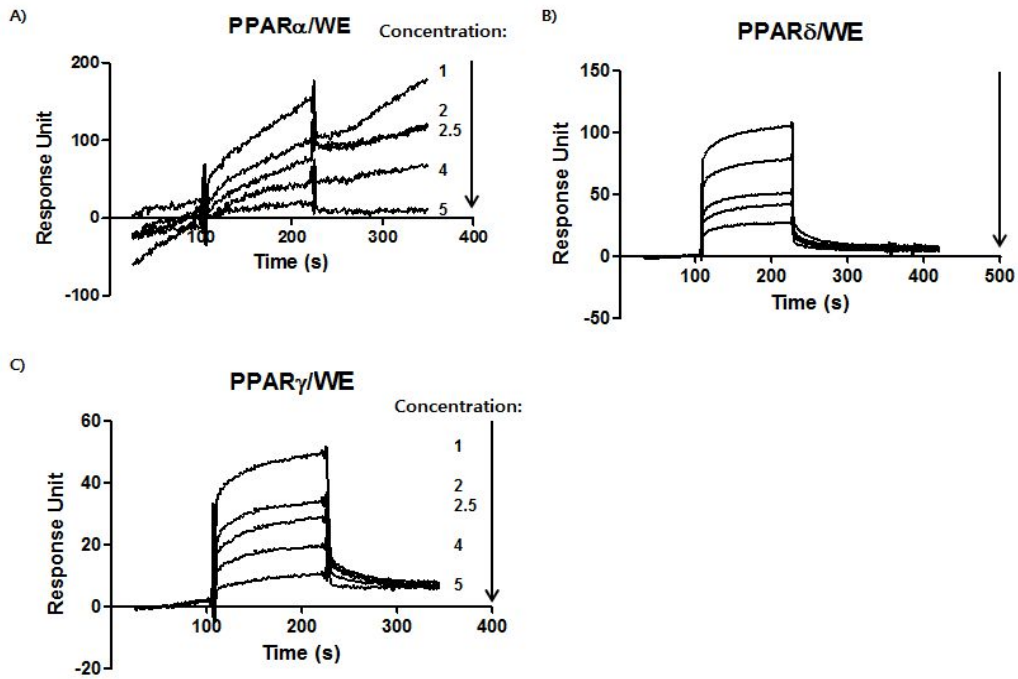 A)
PPARα/WE
Concentration:
Response Unit
200
100
0
-100
100
200
300
400
Time (s)
1
2
2.5
4
5
B)
PPARδ/WE
Response Unit
150
100
50
0
-50
100
200
300
400
500
Time (s)
C)
PPARγ/WE
Concentration:
Response Unit
60
40
20
0
-20
100
200
300
400
Time (s)
1
2
2.5
4
5